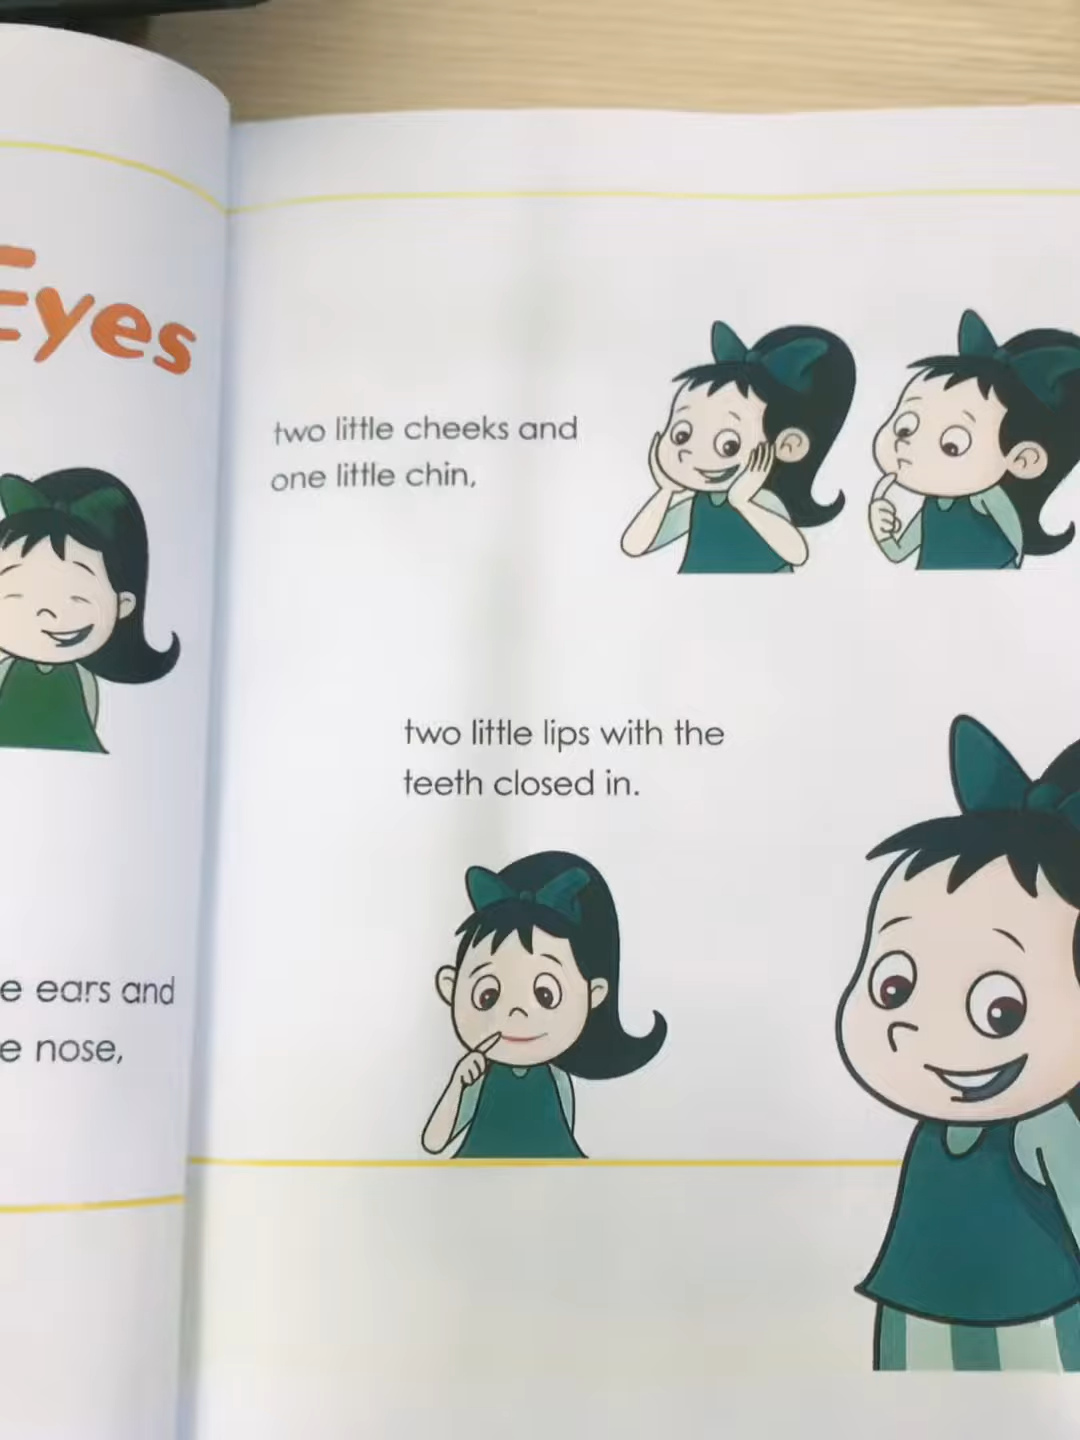 Eyes
e ears and
e nose,
two little cheeks and
one little chin,
two little lips with the
teeth closed in.